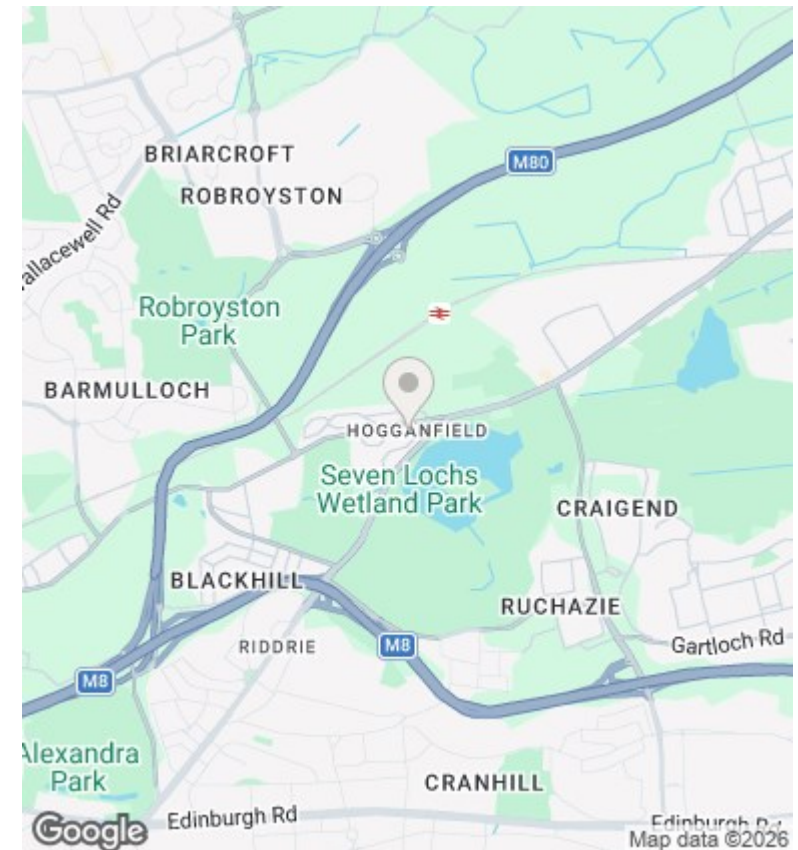 M80
BRIARCROFT
ROBROYSTON
allacewell Rd
Robroyston
Park
BARMULLOCH
HOGGANFIELD
Seven Lochs
Wetland Park
CRAIGEND
BLACKHILL
RUCHAZIE
RIDDRIE
M8
Gartloch Rd
M8
Alexandra
Park
CRANHILL
Edinburgh Rd
Edinburgh Rd
Google
Map data ©2026